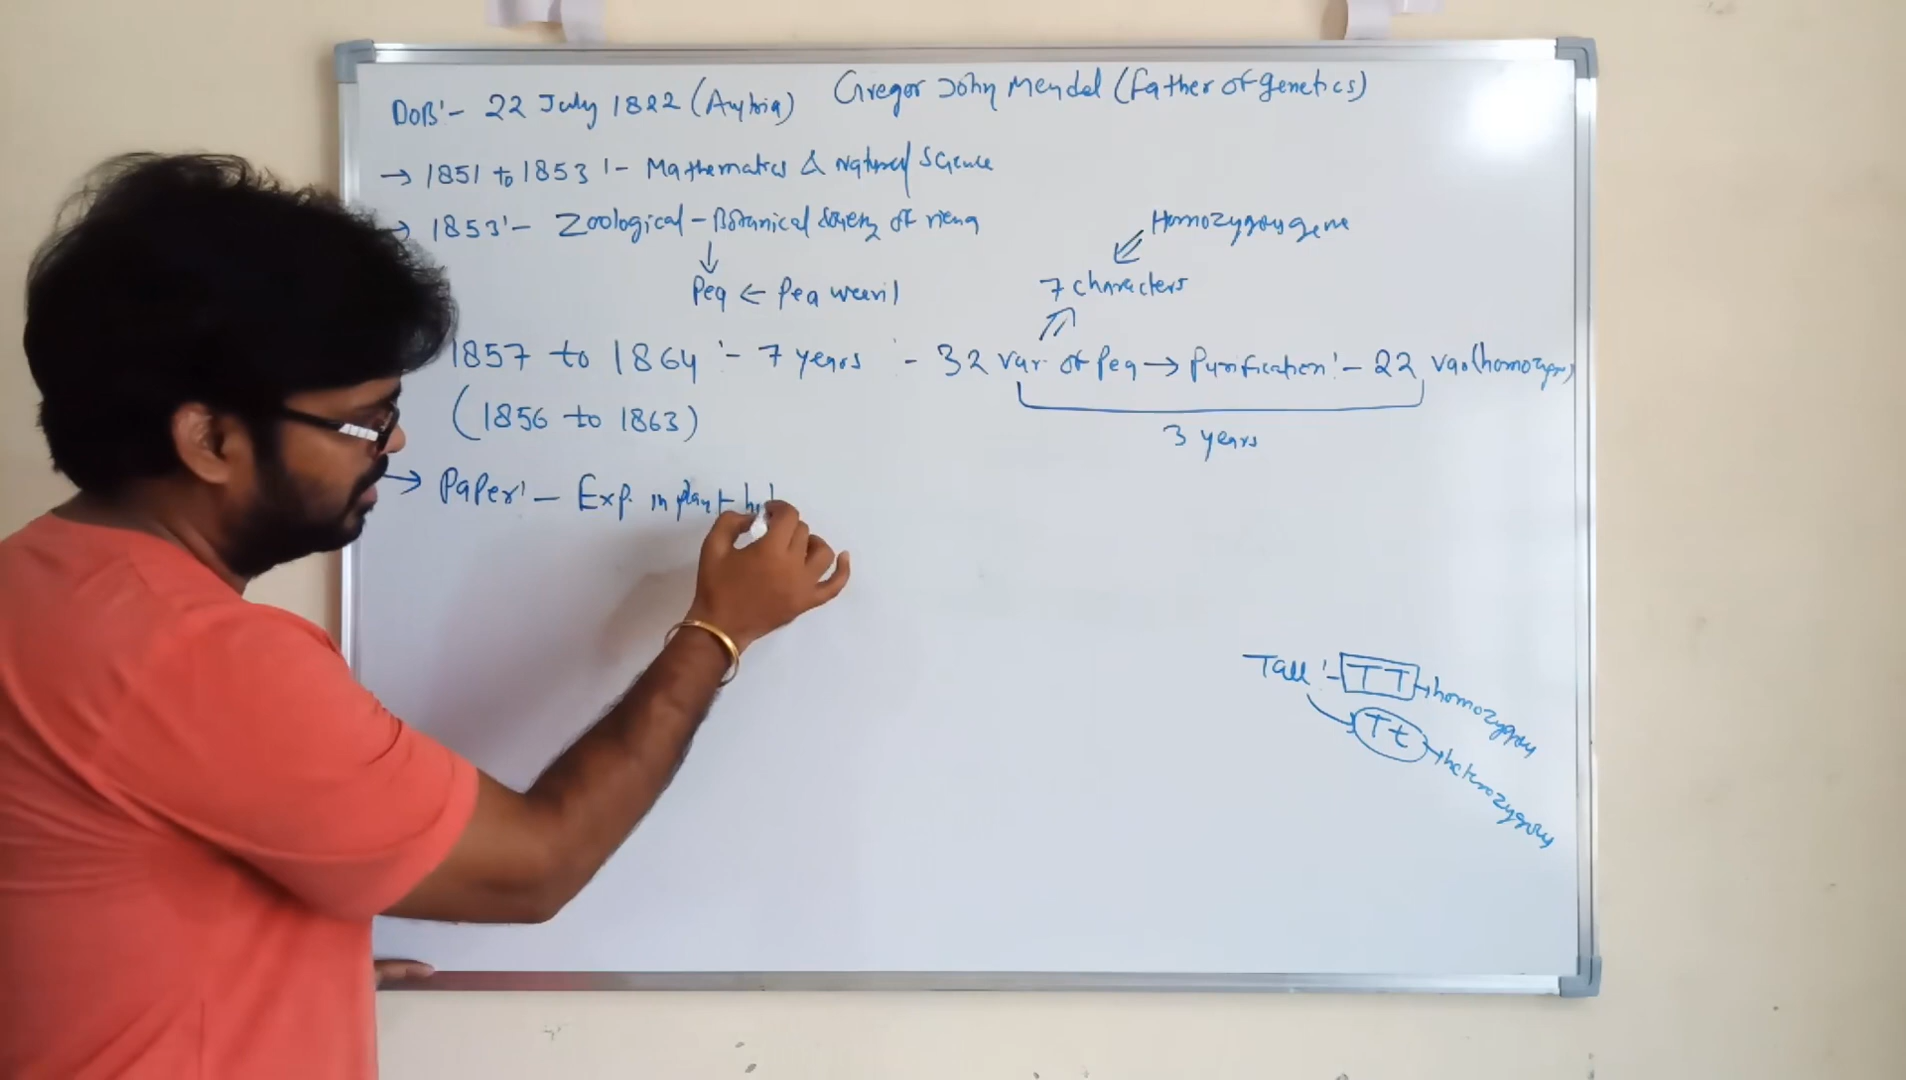 Gregor John Mendel (Father of genetics)
DOB:- 22 July 1822 (Austria)
→ 1851 to 1853 :- Mathematics & Natural Science
→ 1853:- Zoological - Botanical Society of Viena
↓
Pea ← Pea weevil
Homozygous gene
7 characters
1857 to 1864 :- 7 years :- 32 var. of Pea → Purification:- 22 var (homozygous)
(1856 to 1863)
3 years
→ Paper:- Exp. in plant hyb
Tall :- TT → homozygous
Tt → heterozygous